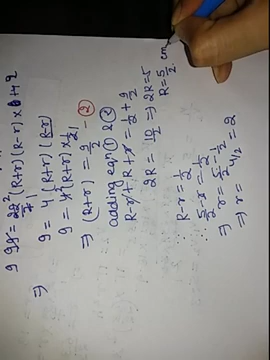 9 99 = 22² (R+r) (R-r) × 14 2
7
⇒ 9 = 4 (R+r) (R-r)
9 = 4 (R+r) × 1/2
⇒ (R+r) = 9/2 - ②
adding eqn ① & ②
R-r + R+r = 1/2 + 9/2
2R = 10/2 ⇒ 2R=5
R = 5/2 cm
∴ R-r = 1/2
∴ 5/2 - r = 1/2
⇒ r = 5/2 - 1/2
⇒ r = 4/2 = 2